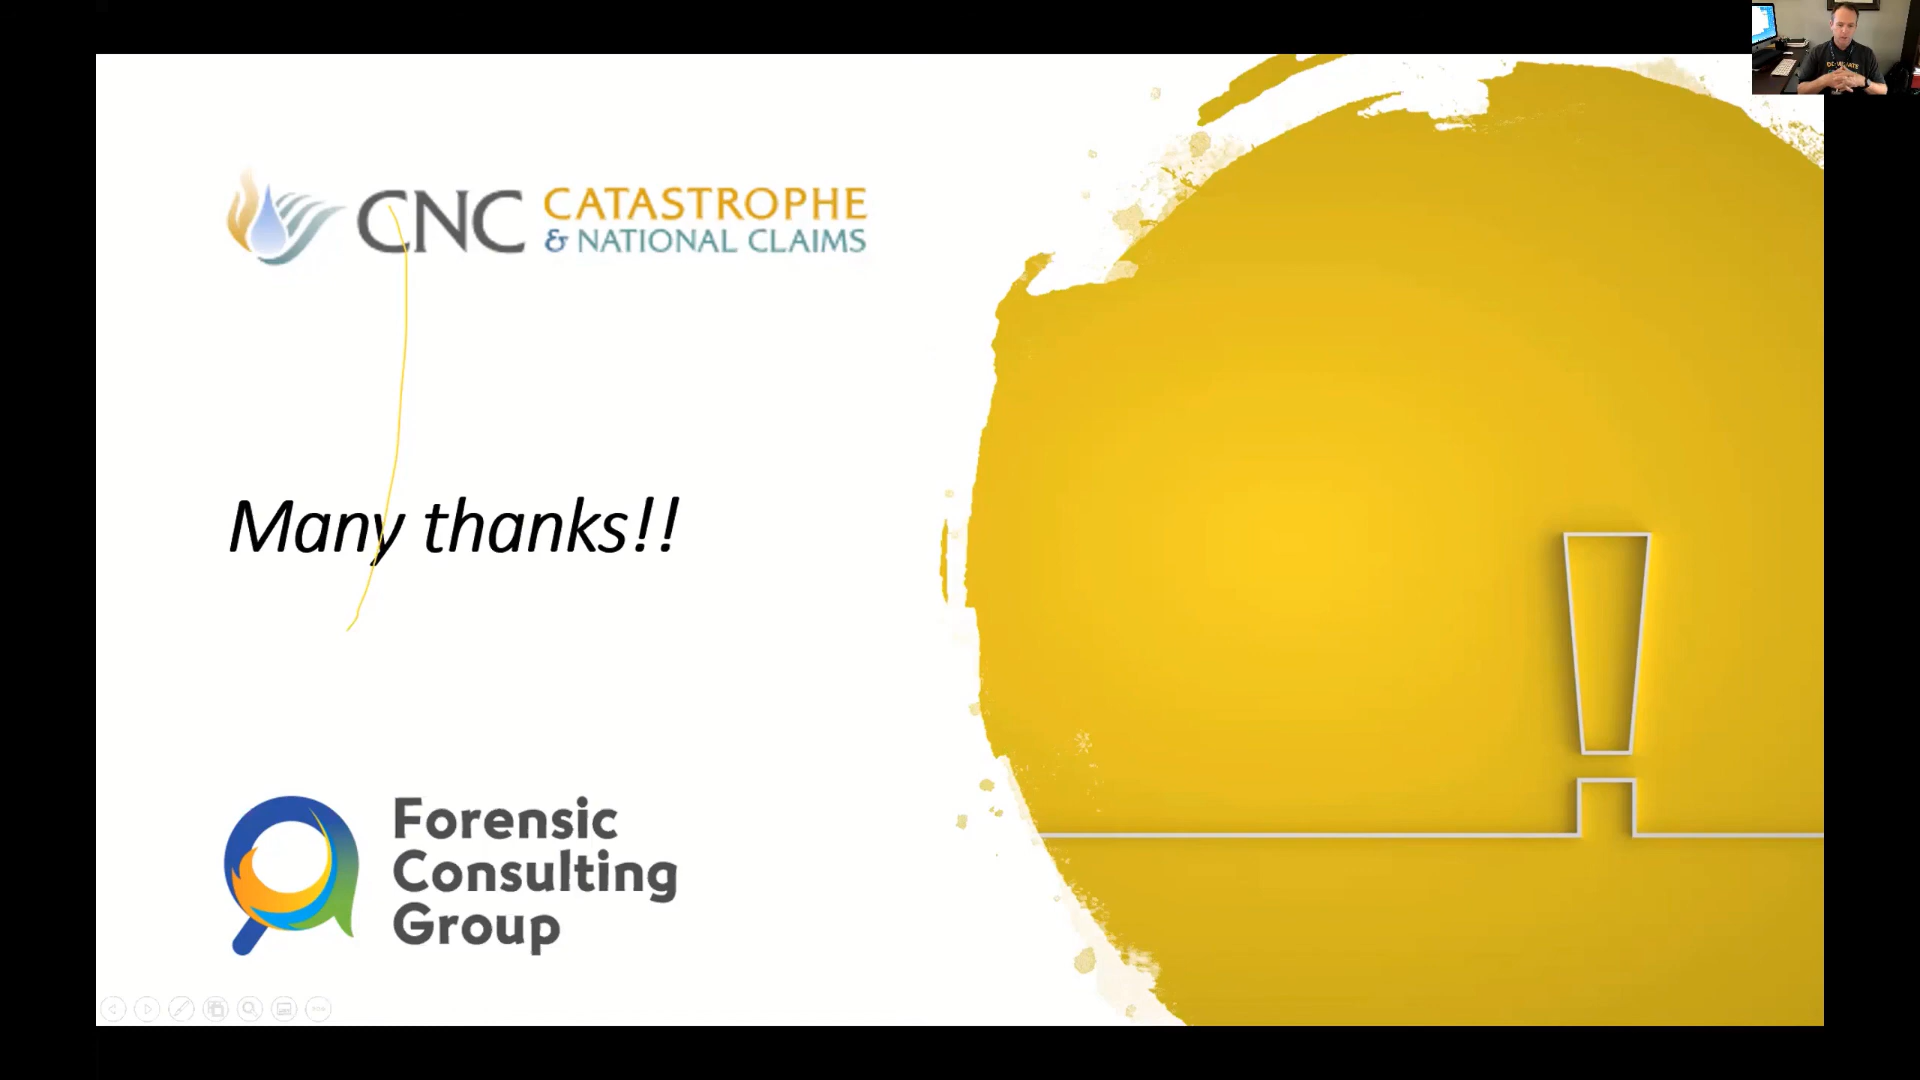 CNC CATASTROPHE
& NATIONAL CLAIMS
Many thanks!!
Forensic
Consulting
Group